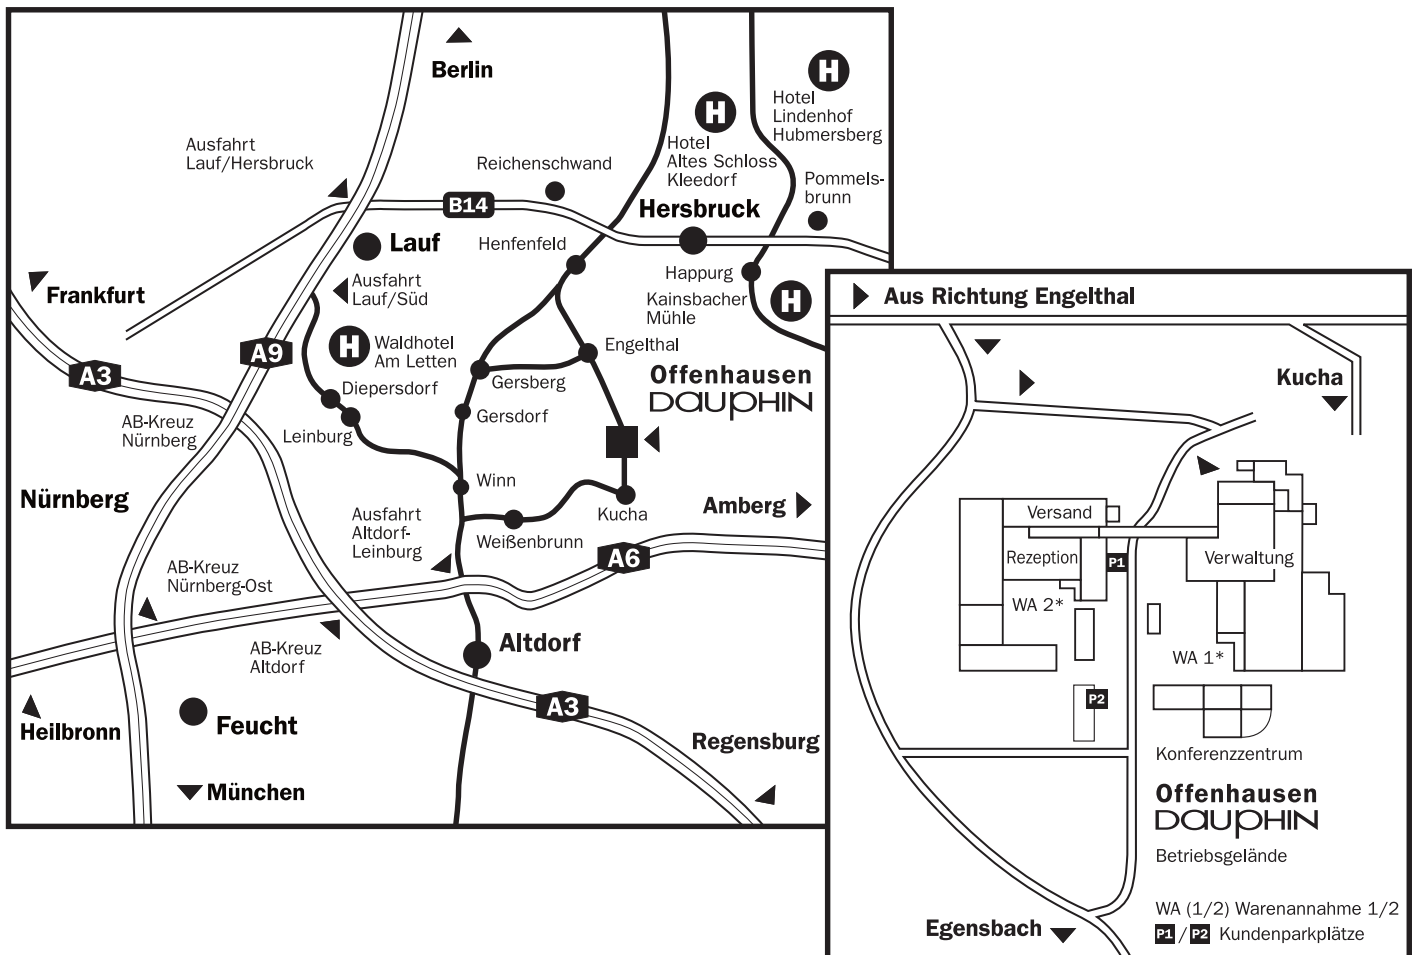 Berlin
Ausfahrt
Lauf/Hersbruck
Reichenschwand
H
Hotel
Altes Schloss
Kleedorf
H
Hotel
Lindenhof
Hubmersberg
Pommels-
brunn
B14
Hersbruck
Lauf
Henfenfeld
Happurg
Kainsbacher
Mühle
H
Frankfurt
Ausfahrt
Lauf/Süd
H
Waldhotel
Am Letten
A9
A3
Engelthal
Gersberg
Offenhausen
DAUPHIN
Diepersdorf
Gersdorf
AB-Kreuz
Nürnberg
Leinburg
Nürnberg
Winn
Kucha
Amberg
Ausfahrt
Altdorf-
Leinburg
Weißenbrunn
A6
AB-Kreuz
Nürnberg-Ost
AB-Kreuz
Altdorf
Altdorf
Heilbronn
Feucht
A3
Regensburg
München
Aus Richtung Engelthal
Kucha
Versand
Rezeption
P1
Verwaltung
WA 2*
WA 1*
P2
Konferenzzentrum
Offenhausen
DAUPHIN
Betriebsgelände
WA (1/2) Warenannahme 1/2
P1 / P2 Kundenparkplätze
Egensbach